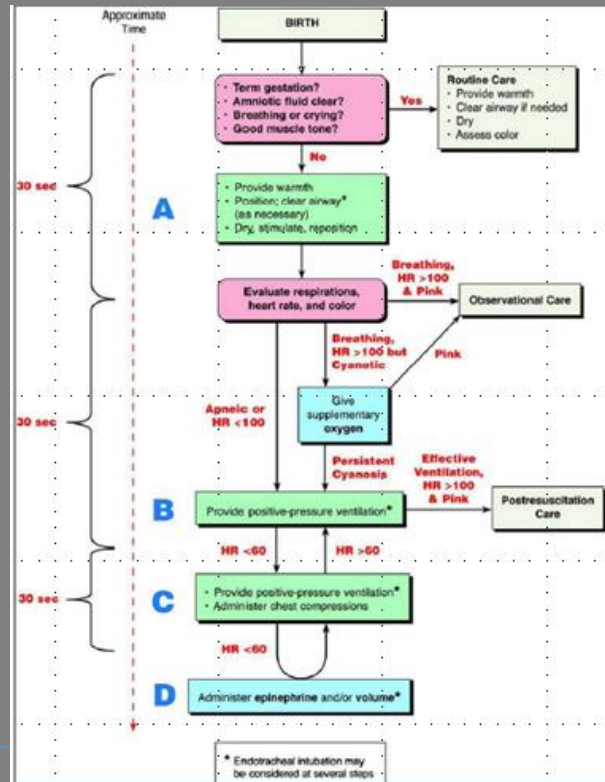 Approximate
Time
BIRTH
• Term gestation?
• Amniotic fluid clear?
• Breathing or crying?
• Good muscle tone?
Yes
Routine Care
• Provide warmth
• Clear airway if needed
• Dry
• Assess color
No
30 sec
A
• Provide warmth
• Position; clear airway*
(as necessary)
• Dry, stimulate, reposition
Evaluate respirations,
heart rate, and color
Breathing,
HR >100
& Pink
Observational Care
Breathing,
HR >100 but
Cyanotic
Pink
Apneic or
HR <100
Give
supplementary
oxygen
30 sec
Persistent
Cyanosis
Effective
Ventilation,
HR >100
& Pink
B
Provide positive-pressure ventilation*
Postresuscitation
Care
HR <60
HR >60
30 sec
C
• Provide positive-pressure ventilation*
• Administer chest compressions
HR <60
D
Administer epinephrine and/or volume*
* Endotracheal intubation may
be considered at several steps